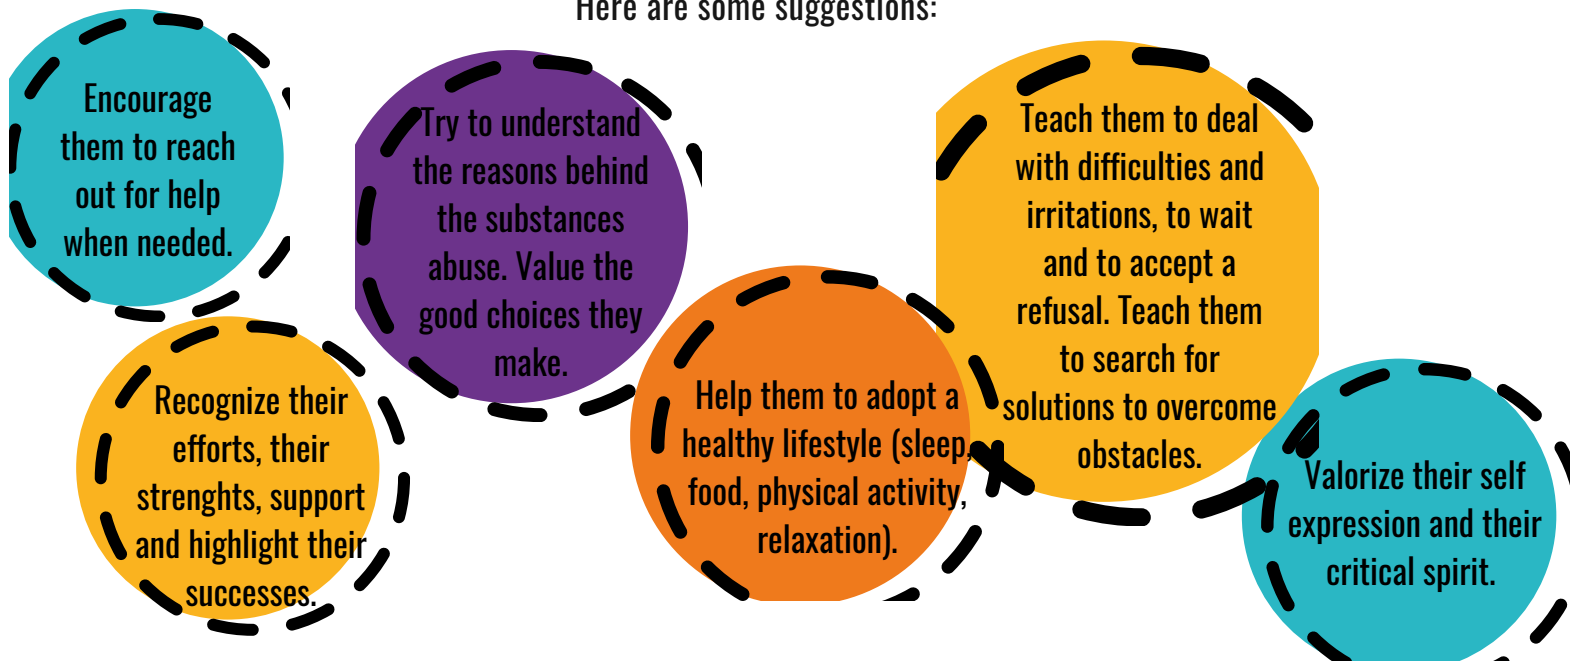 Here are some suggestions:
Encourage
them to reach
out for help
when needed.
Recognize their
efforts, their
strenghts, support
and highlight their
successes.
Try to understand
the reasons behind
the substances
abuse. Value the
good choices they
make.
Help them to adopt a
healthy lifestyle (sleep,
food, physical activity,
relaxation).
Teach them to deal
with difficulties and
irritations, to wait
and to accept a
refusal. Teach them
to search for
solutions to overcome
obstacles.
Valorize their self
expression and their
critical spirit.